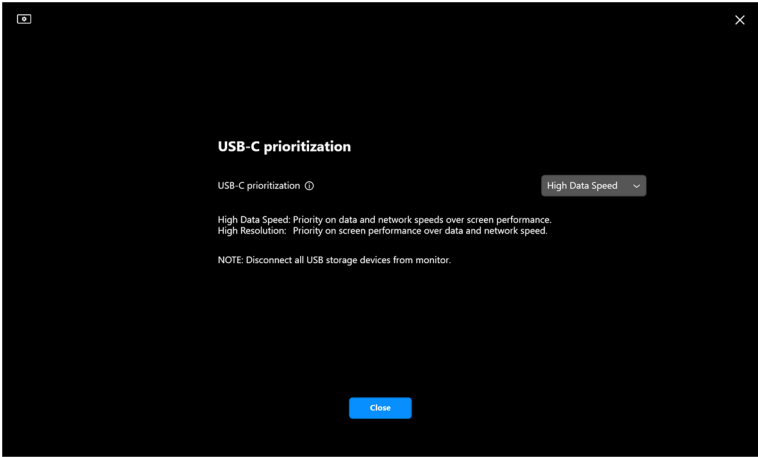 USB-C prioritization
USB-C prioritization
High Data Speed
High Data Speed: Priority on data and network speeds over screen performance.
High Resolution: Priority on screen performance over data and network speed.
NOTE: Disconnect all USB storage devices from monitor.
Close